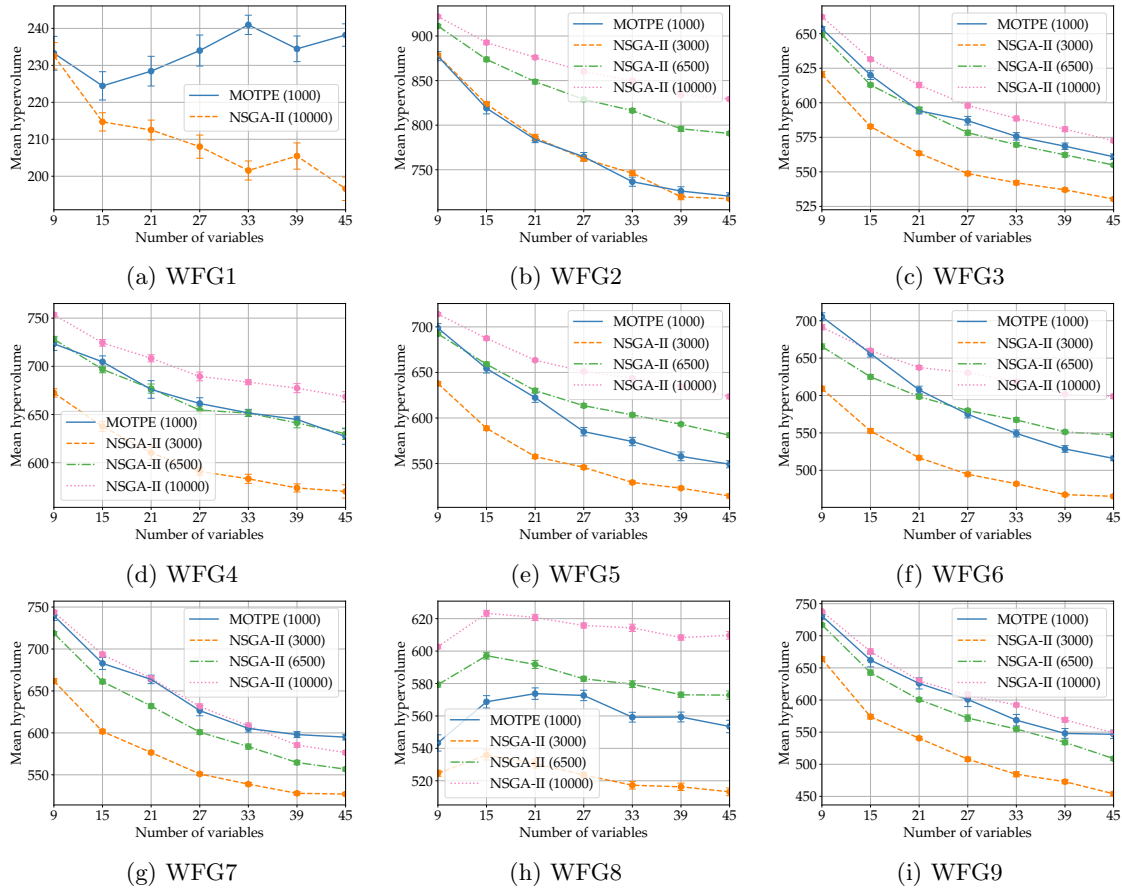 240
230
220
210
200
Mean hypervolume
MOTPE (1000)
NSGA-II (10000)
9 15 21 27 33 39 45
Number of variables
(a) WFG1
900
850
800
750
Mean hypervolume
MOTPE (1000)
NSGA-II (3000)
NSGA-II (6500)
NSGA-II (10000)
9 15 21 27 33 39 45
Number of variables
(b) WFG2
650
625
600
575
550
525
Mean hypervolume
MOTPE (1000)
NSGA-II (3000)
NSGA-II (6500)
NSGA-II (10000)
9 15 21 27 33 39 45
Number of variables
(c) WFG3
750
700
650
600
Mean hypervolume
MOTPE (1000)
NSGA-II (3000)
NSGA-II (6500)
NSGA-II (10000)
9 15 21 27 33 39 45
Number of variables
(d) WFG4
700
650
600
550
Mean hypervolume
MOTPE (1000)
NSGA-II (3000)
NSGA-II (6500)
NSGA-II (10000)
9 15 21 27 33 39 45
Number of variables
(e) WFG5
700
650
600
550
500
Mean hypervolume
MOTPE (1000)
NSGA-II (3000)
NSGA-II (6500)
NSGA-II (10000)
9 15 21 27 33 39 45
Number of variables
(f) WFG6
750
700
650
600
550
Mean hypervolume
MOTPE (1000)
NSGA-II (3000)
NSGA-II (6500)
NSGA-II (10000)
9 15 21 27 33 39 45
Number of variables
(g) WFG7
620
600
580
560
540
520
Mean hypervolume
MOTPE (1000)
NSGA-II (3000)
NSGA-II (6500)
NSGA-II (10000)
9 15 21 27 33 39 45
Number of variables
(h) WFG8
750
700
650
600
550
500
450
Mean hypervolume
MOTPE (1000)
NSGA-II (3000)
NSGA-II (6500)
NSGA-II (10000)
9 15 21 27 33 39 45
Number of variables
(i) WFG9